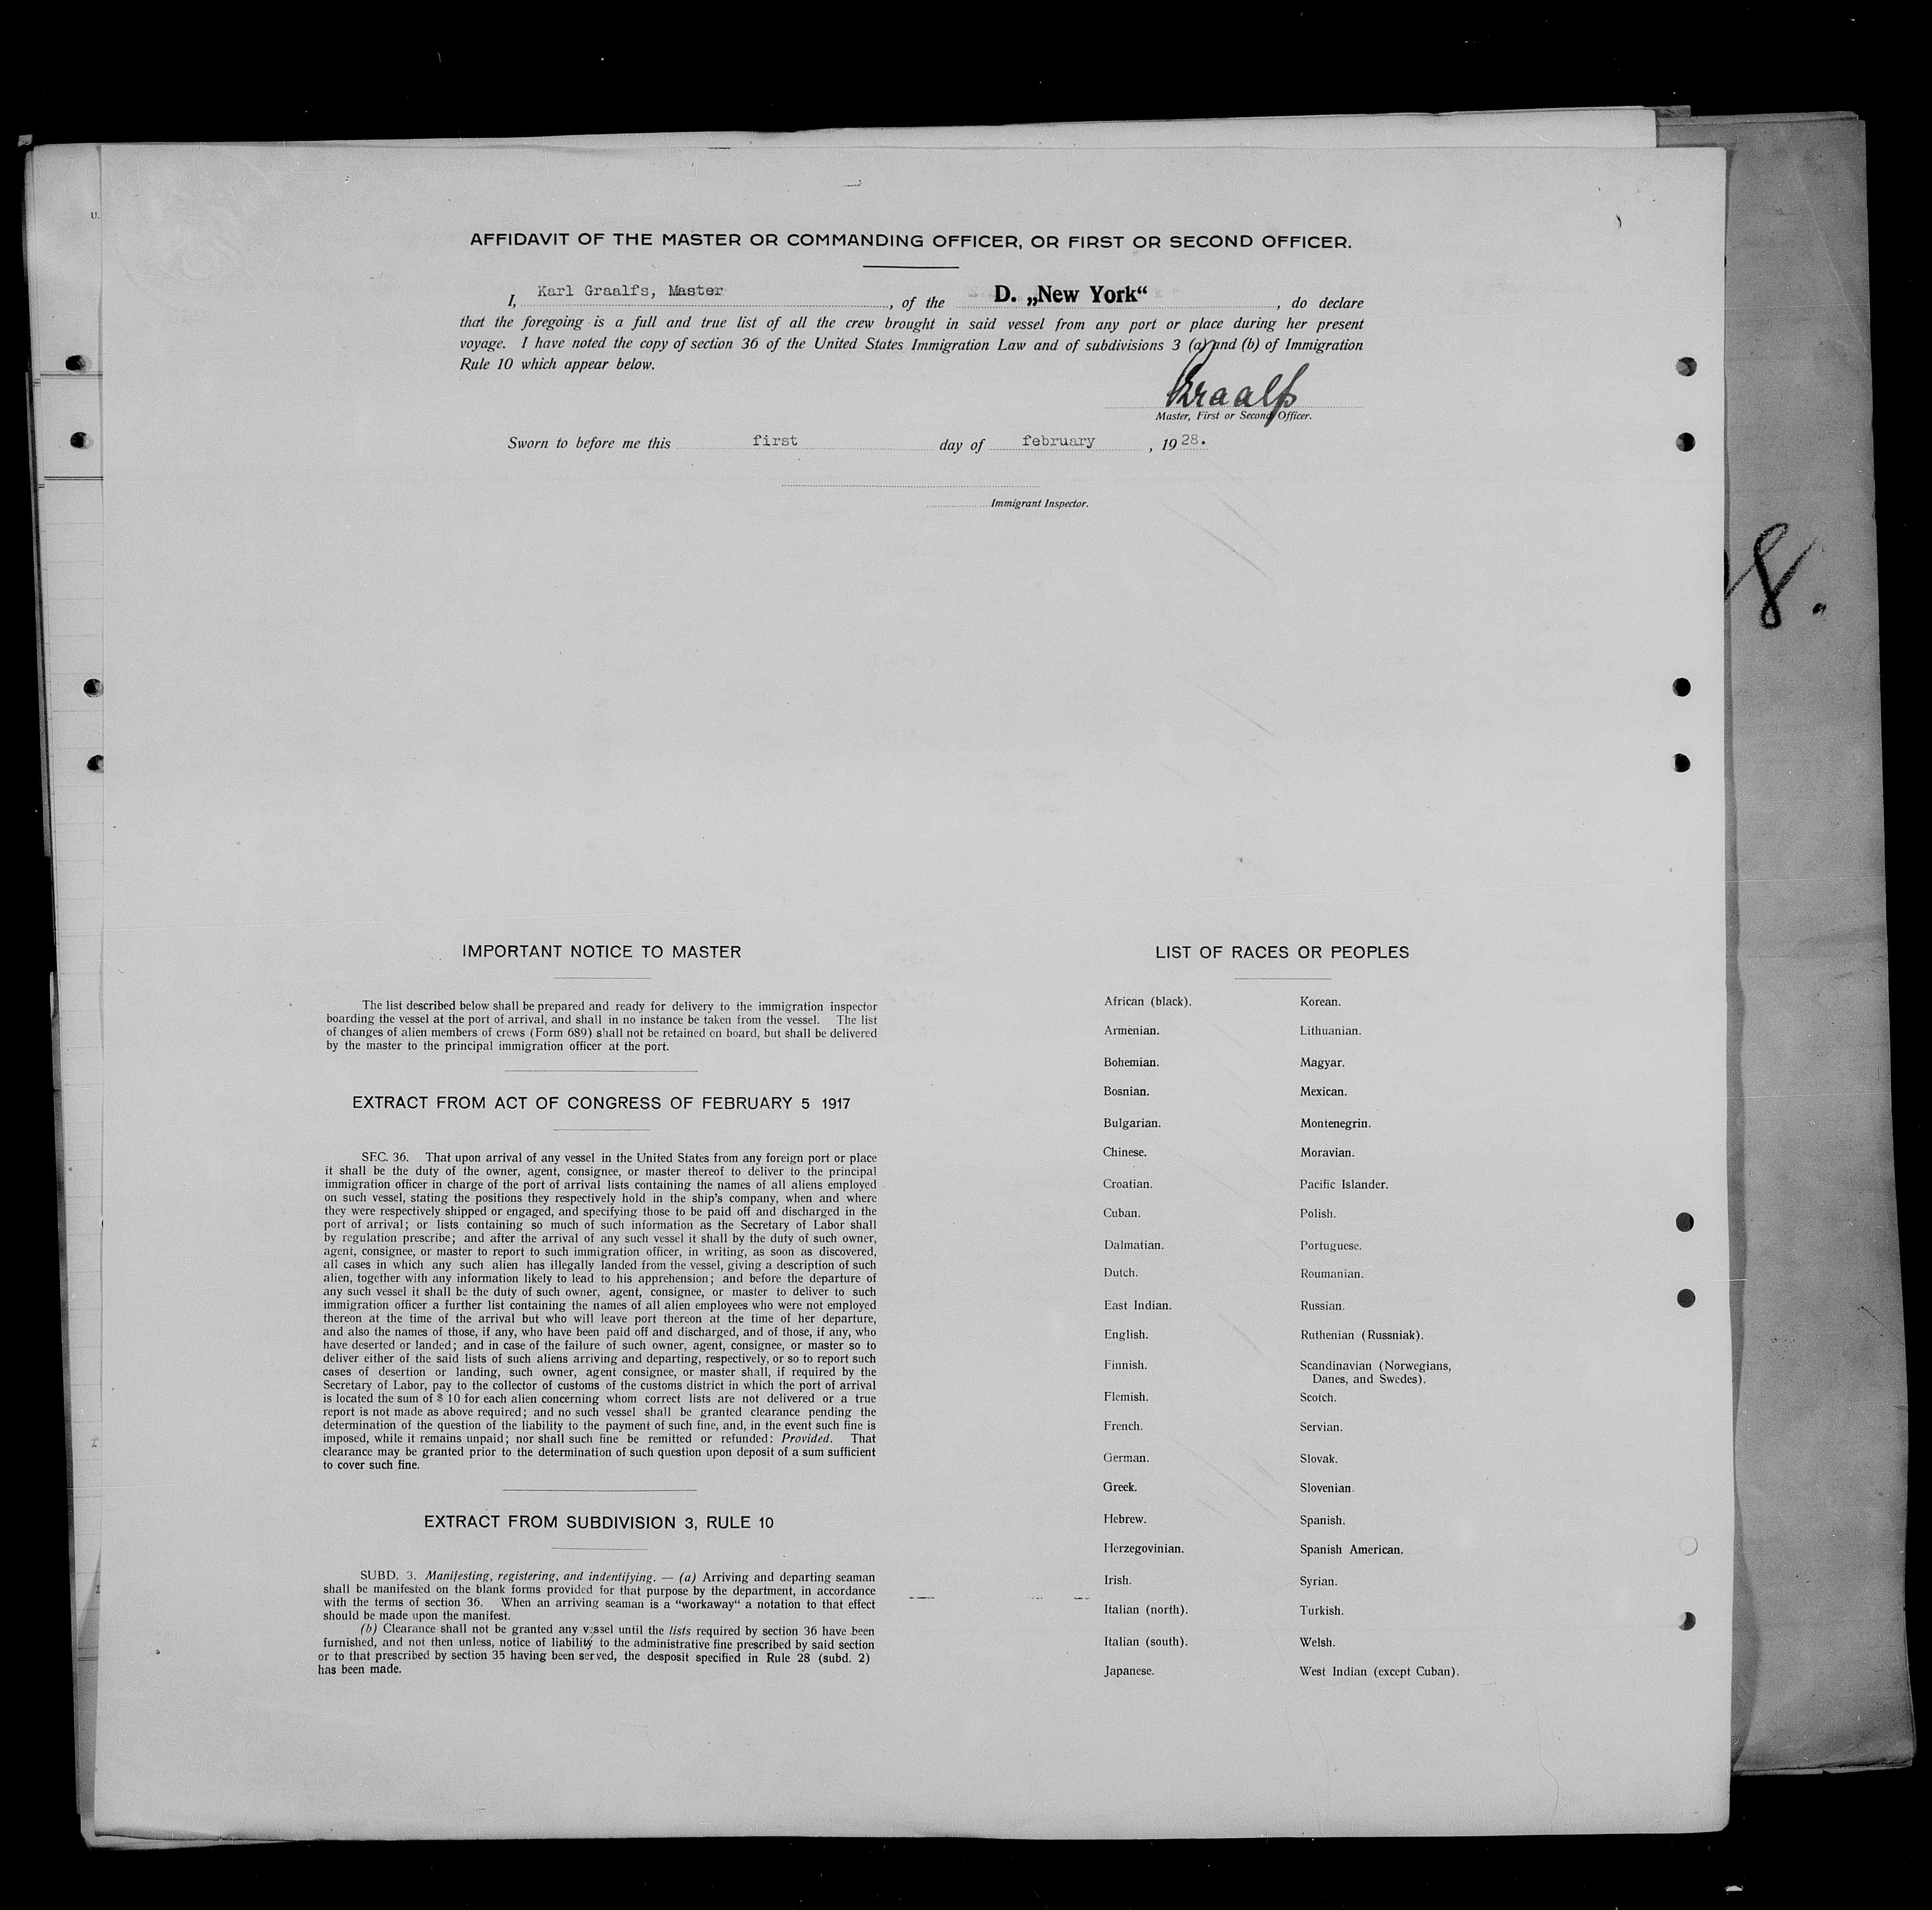 AFFIDAVIT OF THE MASTER OR COMMANDING OFFICER, OR FIRST OR SECOND OFFICER.
I, Karl Graalfs, Master, of the D. „New York“, do declare
that the foregoing is a full and true list of all the crew brought in said vessel from any port or place during her present
voyage. I have noted the copy of section 36 of the United States Immigration Law and of subdivisions 3 (a) and (b) of Immigration
Rule 10 which appear below.
Graalfs
Master, First or Second Officer.
Sworn to before me this first day of february, 1928.
Immigrant Inspector.
8.
IMPORTANT NOTICE TO MASTER
The list described below shall be prepared and ready for delivery to the immigration inspector
boarding the vessel at the port of arrival, and shall in no instance be taken from the vessel. The list
of changes of alien members of crews (Form 689) shall not be retained on board, but shall be delivered
by the master to the principal immigration officer at the port.
EXTRACT FROM ACT OF CONGRESS OF FEBRUARY 5 1917
SEC. 36. That upon arrival of any vessel in the United States from any foreign port or place
it shall be the duty of the owner, agent, consignee, or master thereof to deliver to the principal
immigration officer in charge of the port of arrival lists containing the names of all aliens employed
on such vessel, stating the positions they respectively hold in the ship's company, when and where
they were respectively shipped or engaged, and specifying those to be paid off and discharged in the
port of arrival; or lists containing so much of such information as the Secretary of Labor shall
by regulation prescribe; and after the arrival of any such vessel it shall by the duty of such owner,
agent, consignee, or master to report to such immigration officer, in writing, as soon as discovered,
all cases in which any such alien has illegally landed from the vessel, giving a description of such
alien, together with any information likely to lead to his apprehension; and before the departure of
any such vessel it shall be the duty of such owner, agent, consignee, or master to deliver to such
immigration officer a further list containing the names of all alien employees who were not employed
thereon at the time of the arrival but who will leave port thereon at the time of her departure,
and also the names of those, if any, who have been paid off and discharged, and of those, if any, who
have deserted or landed; and in case of the failure of such owner, agent, consignee, or master so to
deliver either of the said lists of such aliens arriving and departing, respectively, or so to report such
cases of desertion or landing, such owner, agent consignee, or master shall, if required by the
Secretary of Labor, pay to the collector of customs of the customs district in which the port of arrival
is located the sum of $ 10 for each alien concerning whom correct lists are not delivered or a true
report is not made as above required; and no such vessel shall be granted clearance pending the
determination of the question of the liability to the payment of such fine, and, in the event such fine is
imposed, while it remains unpaid; nor shall such fine be remitted or refunded: Provided. That
clearance may be granted prior to the determination of such question upon deposit of a sum sufficient
to cover such fine.
EXTRACT FROM SUBDIVISION 3, RULE 10
SUBD. 3. Manifesting, registering, and indentifying. — (a) Arriving and departing seaman
shall be manifested on the blank forms provided for that purpose by the department, in accordance
with the terms of section 36. When an arriving seaman is a “workaway“ a notation to that effect
should be made upon the manifest.
(b) Clearance shall not be granted any vessel until the lists required by section 36 have been
furnished, and not then unless, notice of liability to the administrative fine prescribed by said section
or to that prescribed by section 35 having been served, the desposit specified in Rule 28 (subd. 2)
has been made.
LIST OF RACES OR PEOPLES
African (black).
Armenian.
Bohemian.
Bosnian.
Bulgarian.
Chinese.
Croatian.
Cuban.
Dalmatian.
Dutch.
East Indian.
English.
Finnish.
Flemish.
French.
German.
Greek.
Hebrew.
Herzegovinian.
Irish.
Italian (north).
Italian (south).
Japanese.
Korean.
Lithuanian.
Magyar.
Mexican.
Montenegrin.
Moravian.
Pacific Islander.
Polish.
Portuguese.
Roumanian.
Russian.
Ruthenian (Russniak).
Scandinavian (Norwegians,
Danes, and Swedes).
Scotch.
Servian.
Slovak.
Slovenian.
Spanish.
Spanish American.
Syrian.
Turkish.
Welsh.
West Indian (except Cuban).